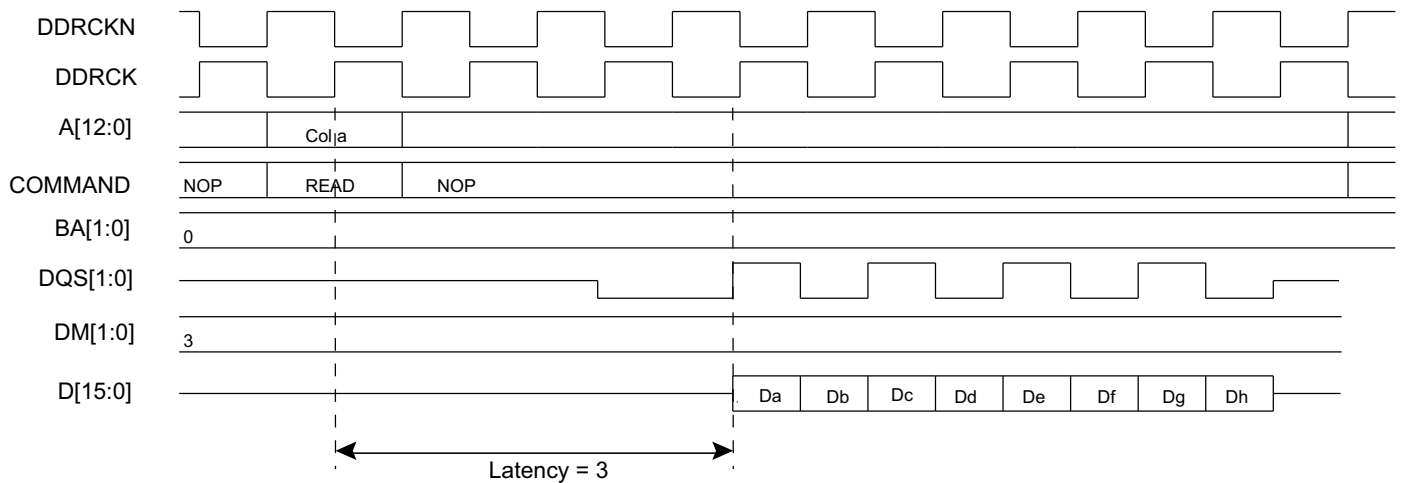 DDRCKN
DDRCK
A[12:0]
Col a
COMMAND
NOP READ NOP
BA[1:0]
0
DQS[1:0]
DM[1:0]
3
D[15:0]
Da Db Dc Dd De Df Dg Dh
Latency = 3